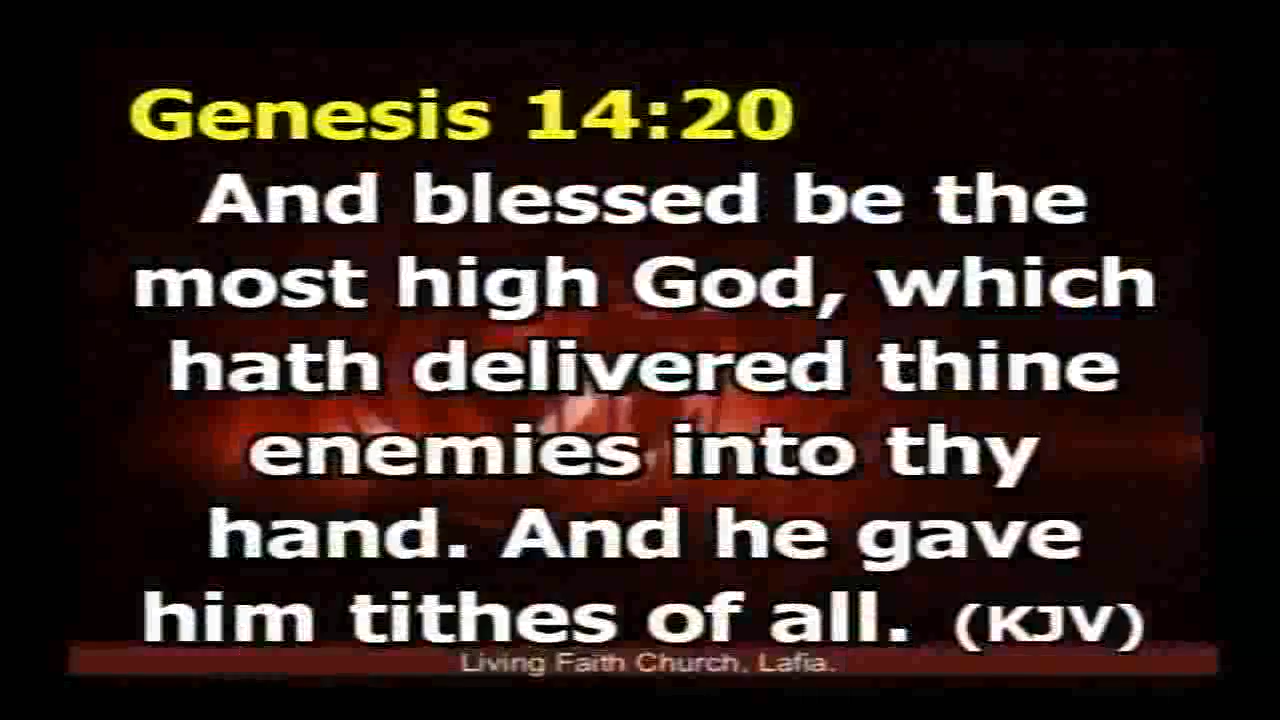 Genesis 14:20
And blessed be the
most high God, which
hath delivered thine
enemies into thy
hand. And he gave
him tithes of all. (KJV)
Living Faith Church, Lafia.